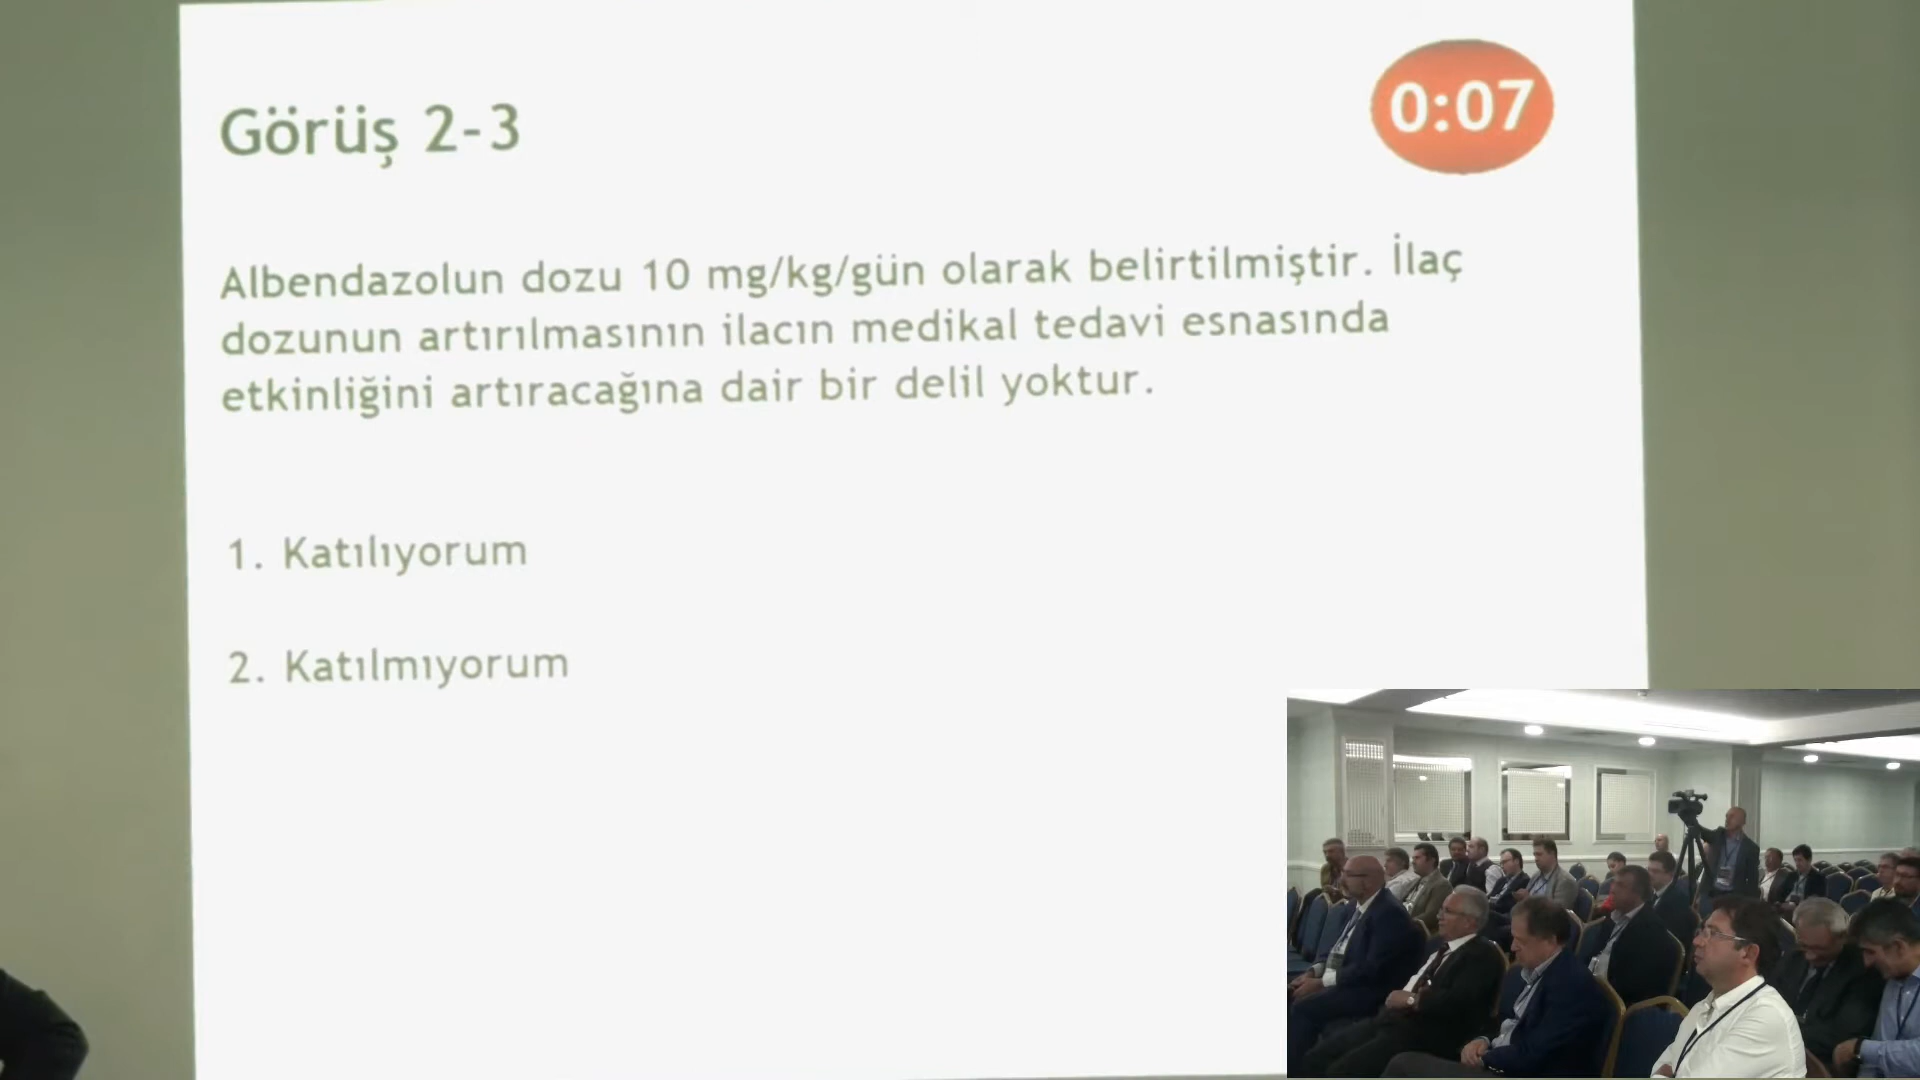 0:07
Görüş 2-3
Albendazolun dozu 10 mg/kg/gün olarak belirtilmiştir. İlaç
dozunun artırılmasının ilacın medikal tedavi esnasında
etkinliğini artıracağına dair bir delil yoktur.
1. Katılıyorum
2. Katılmıyorum